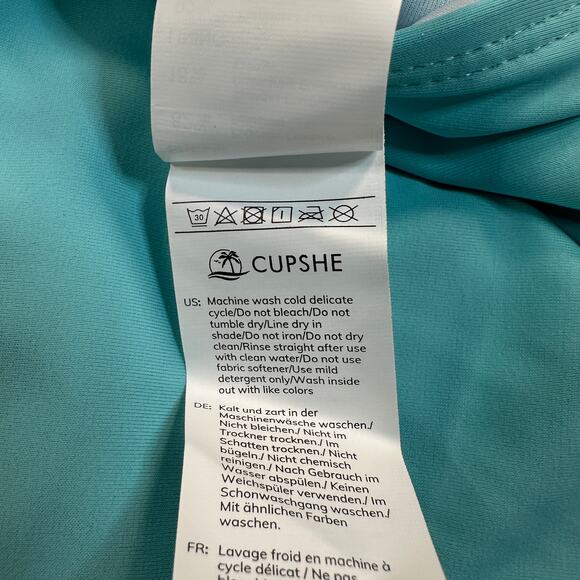 30
CUPSHE
US: Machine wash cold delicate
cycle/Do not bleach/Do not
tumble dry/Line dry in
shade/Do not iron/Do not dry
clean/Rinse straight after use
with clean water/Do not use
fabric softener/Use mild
detergent only/Wash inside
out with like colors
DE: Kalt und zart in der
Maschinenwäsche waschen./
Nicht bleichen./ Nicht im
Trockner trocknen./ Im
Schatten trocknen./ Nicht
bügeln./ Nicht chemisch
reinigen./ Nach Gebrauch im
Wasser abspülen./ Keinen
Weichspüler verwenden./ Im
Schonwaschgang waschen./
Mit ähnlichen Farben
waschen.
FR: Lavage froid en machine à
cycle délicat / Ne pas